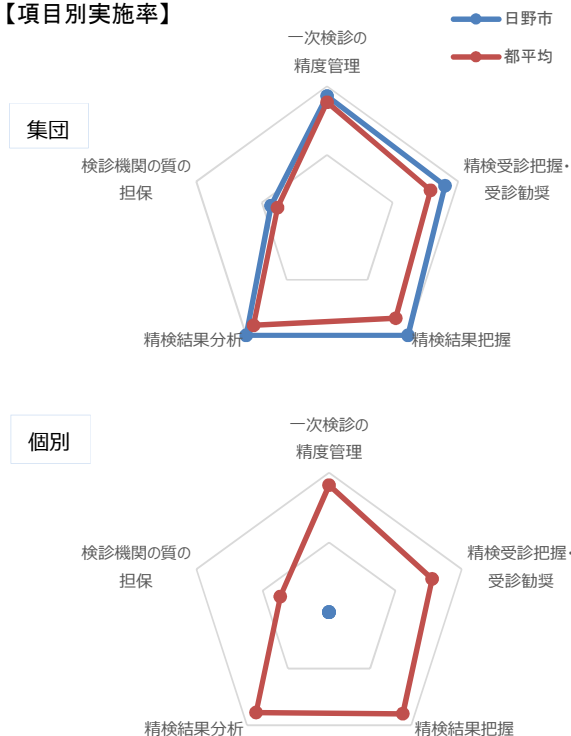 【項目別実施率】
日野市
都平均
集団
一次検診の
精度管理
精検受診把握・
受診勧奨
精検結果把握
精検結果分析
検診機関の質の
担保
個別
一次検診の
精度管理
精検受診把握・
受診勧奨
精検結果把握
精検結果分析
検診機関の質の
担保